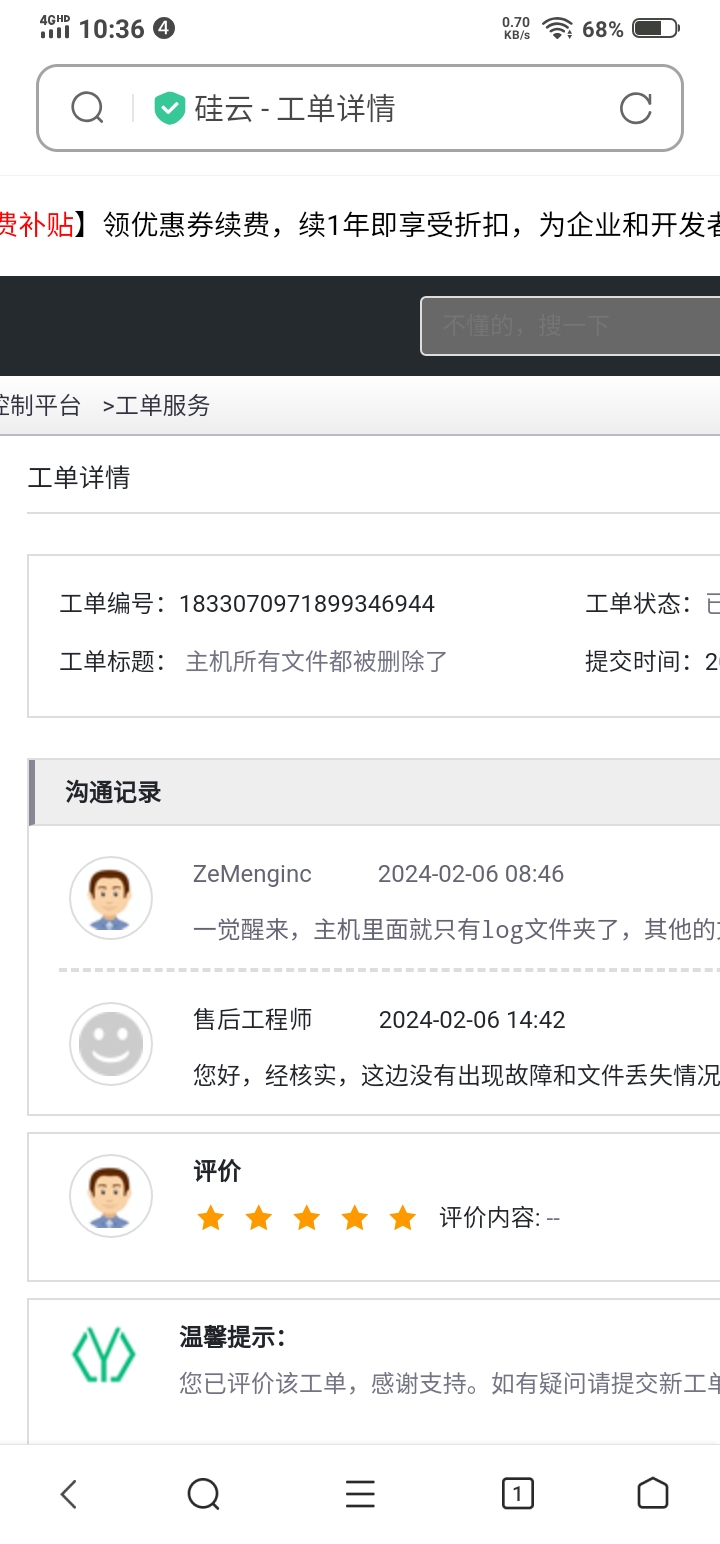 4GHD 10:36 4 0.70 KB/s 68%
硅云 - 工单详情
费补贴】领优惠券续费，续1年即享受折扣，为企业和开发者
不懂的，搜一下
控制平台 >工单服务
工单详情
工单编号： 1833070971899346944 工单状态： 已
工单标题： 主机所有文件都被删除了 提交时间： 20
沟通记录
ZeMenginc 2024-02-06 08:46
一觉醒来，主机里面就只有log文件夹了，其他的文
售后工程师 2024-02-06 14:42
您好，经核实，这边没有出现故障和文件丢失情况
评价
评价内容: --
温馨提示：
您已评价该工单，感谢支持。如有疑问请提交新工单
1